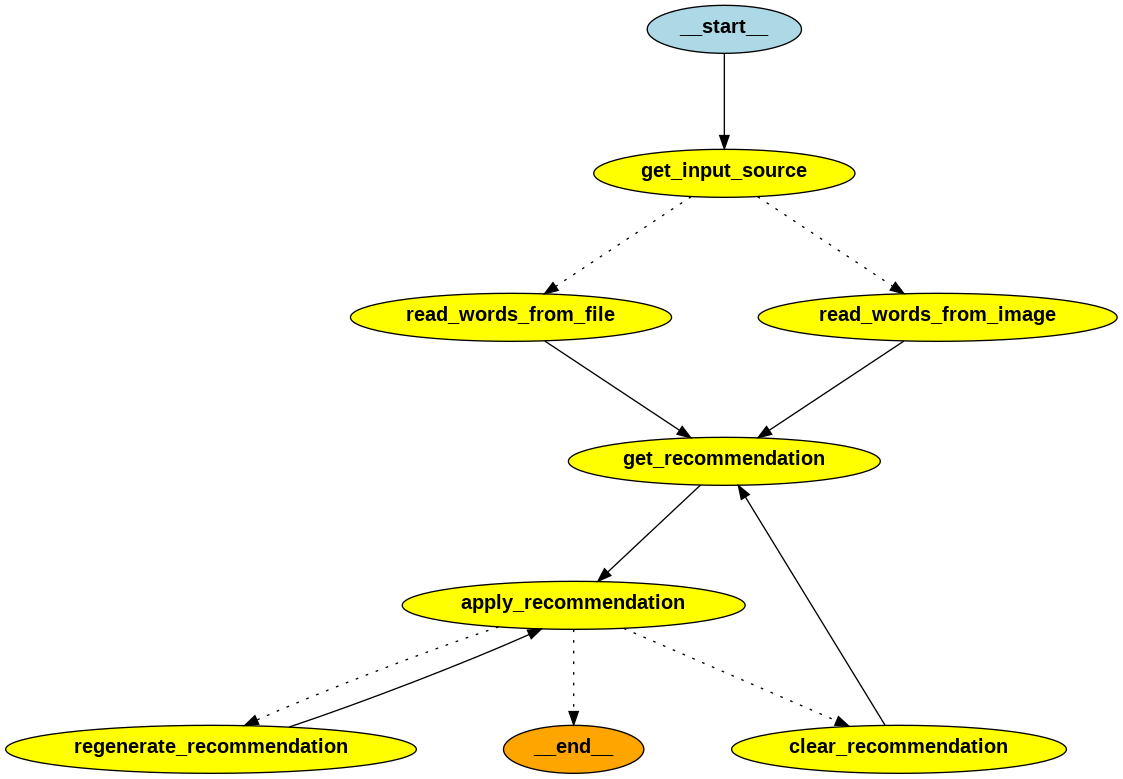 __start__
get_input_source
read_words_from_file
read_words_from_image
get_recommendation
apply_recommendation
regenerate_recommendation
__end__
clear_recommendation